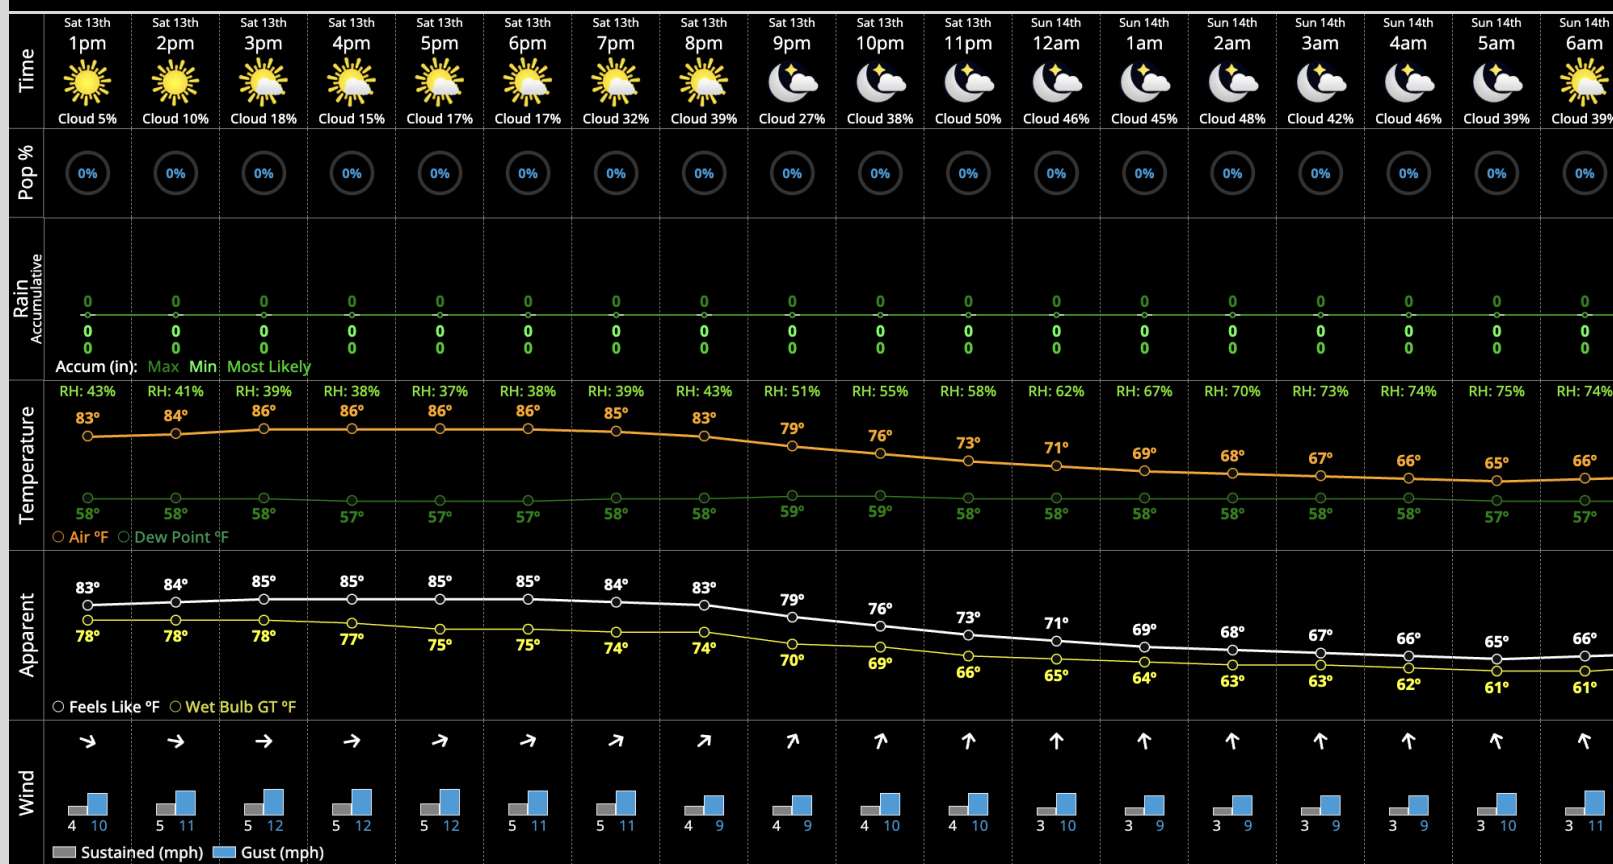 Sat 13th Sat 13th Sat 13th Sat 13th Sat 13th Sat 13th Sat 13th Sat 13th Sat 13th Sat 13th Sat 13th Sun 14th Sun 14th Sun 14th Sun 14th Sun 14th Sun 14th Sun 14th
Time 1pm 2pm 3pm 4pm 5pm 6pm 7pm 8pm 9pm 10pm 11pm 12am 1am 2am 3am 4am 5am 6am
Cloud 5% Cloud 10% Cloud 18% Cloud 15% Cloud 17% Cloud 17% Cloud 32% Cloud 39% Cloud 27% Cloud 38% Cloud 50% Cloud 46% Cloud 45% Cloud 48% Cloud 42% Cloud 46% Cloud 39% Cloud 39%
Pop % 0% 0% 0% 0% 0% 0% 0% 0% 0% 0% 0% 0% 0% 0% 0% 0% 0% 0%
Rain
Accumulative
0 0 0 0 0 0 0 0 0 0 0 0 0 0 0 0 0 0
0 0 0 0 0 0 0 0 0 0 0 0 0 0 0 0 0 0
0 0 0 0 0 0 0 0 0 0 0 0 0 0 0 0 0 0
Accum (in): Max Min Most Likely
Temperature
RH: 43% RH: 41% RH: 39% RH: 38% RH: 37% RH: 38% RH: 39% RH: 43% RH: 51% RH: 55% RH: 58% RH: 62% RH: 67% RH: 70% RH: 73% RH: 74% RH: 75% RH: 74%
83° 84° 86° 86° 86° 86° 85° 83° 79° 76° 73° 71° 69° 68° 67° 66° 65° 66°
58° 58° 58° 57° 57° 57° 58° 58° 59° 59° 58° 58° 58° 58° 58° 58° 57° 57°
Air ºF Dew Point ºF
Apparent
83° 84° 85° 85° 85° 85° 84° 83° 79° 76° 73° 71° 69° 68° 67° 66° 65° 66°
78° 78° 78° 77° 75° 75° 74° 74° 70° 69° 66° 65° 64° 63° 63° 62° 61° 61°
Feels Like ºF Wet Bulb GT ºF
Wind
4 10 5 11 5 12 5 12 5 12 5 11 5 11 4 9 4 9 4 10 4 10 3 10 3 9 3 9 3 9 3 9 3 10 3 11
Sustained (mph) Gust (mph)